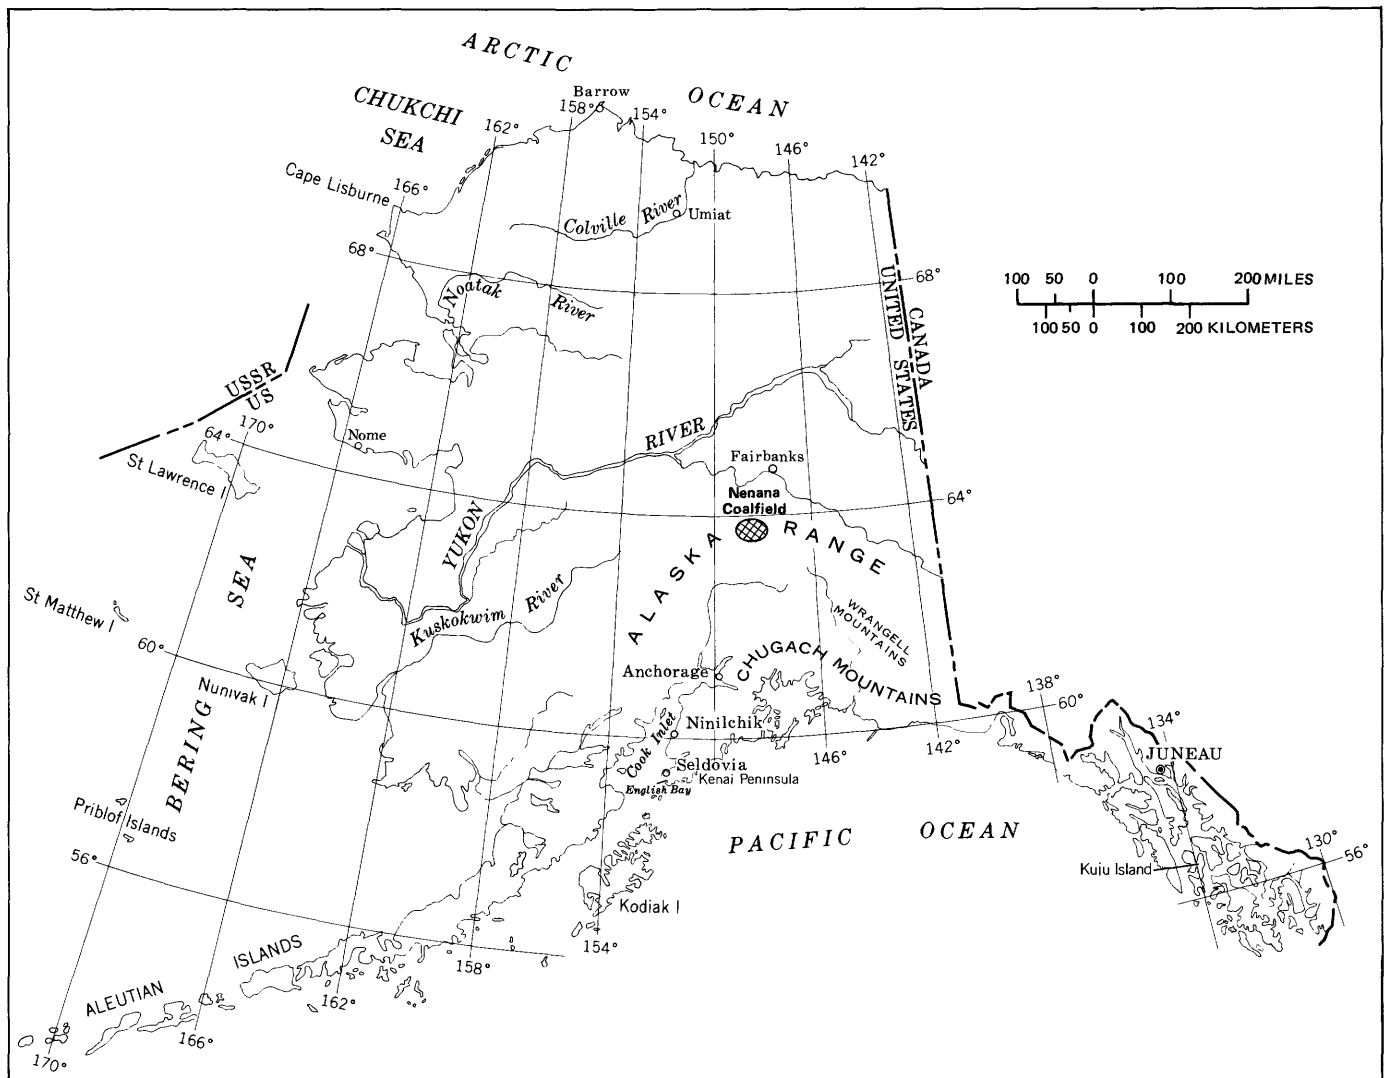 ARCTIC
OCEAN
CHUKCHI
SEA
Barrow
158°
154°
162°
150°
146°
142°
Cape Lisburne
166°
Colville River
Umiat
68°
Noatak
River
68°
UNITED STATES
CANADA
100 50 0 100 200 MILES
100 50 0 100 200 KILOMETERS
USSR
US
170°
64°
Nome
St Lawrence I
YUKON
RIVER
Fairbanks
Nenana
Coalfield
64°
ALASKA RANGE
SEA
BERING
St Matthew I
60°
Nunivak I
Kuskokwim River
WRANGELL
MOUNTAINS
CHUGACH MOUNTAINS
Anchorage
Ninilchik
Cook Inlet
Seldovia
Kenai Peninsula
English Bay
146°
142°
138°
60°
134°
JUNEAU
Priblof Islands
56°
PACIFIC OCEAN
Kuiu Island
130°
56°
Kodiak I
154°
158°
162°
166°
170°
ALEUTIAN
ISLANDS